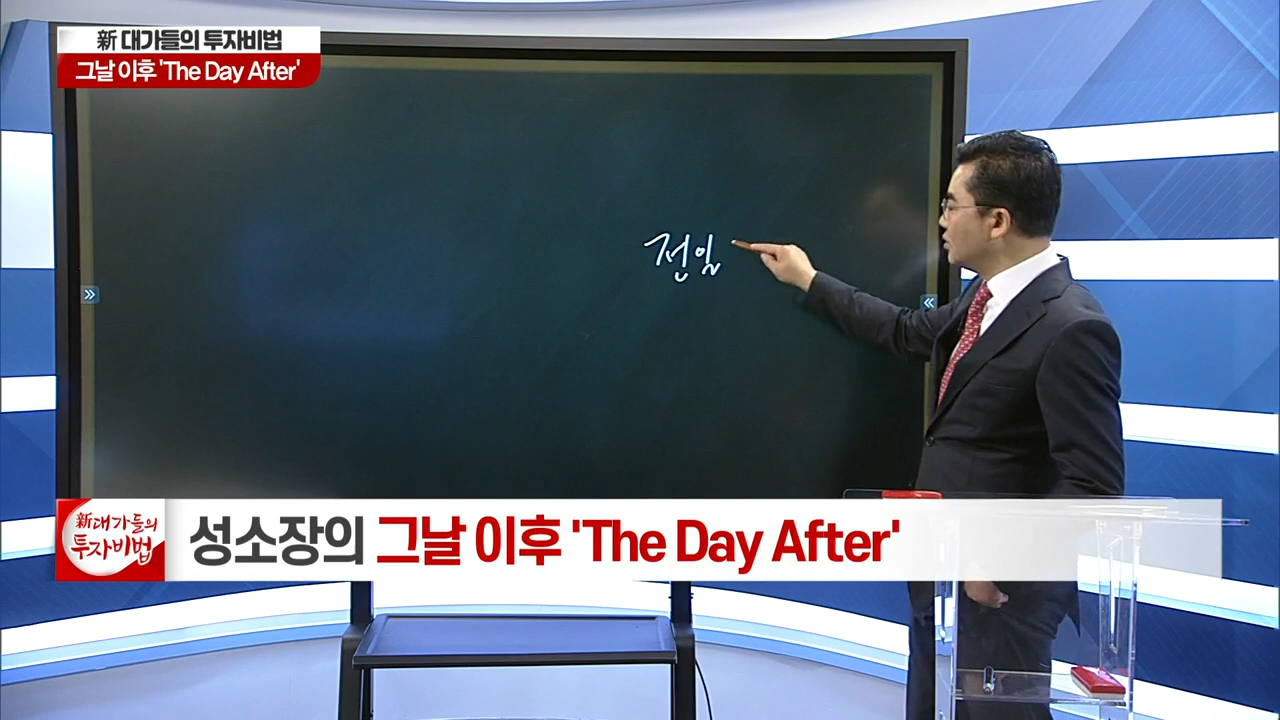 新 대가들의 투자비법
그날 이후 'The Day After'
전일
新대가들의
투자비법
성소장의 그날 이후 'The Day After'